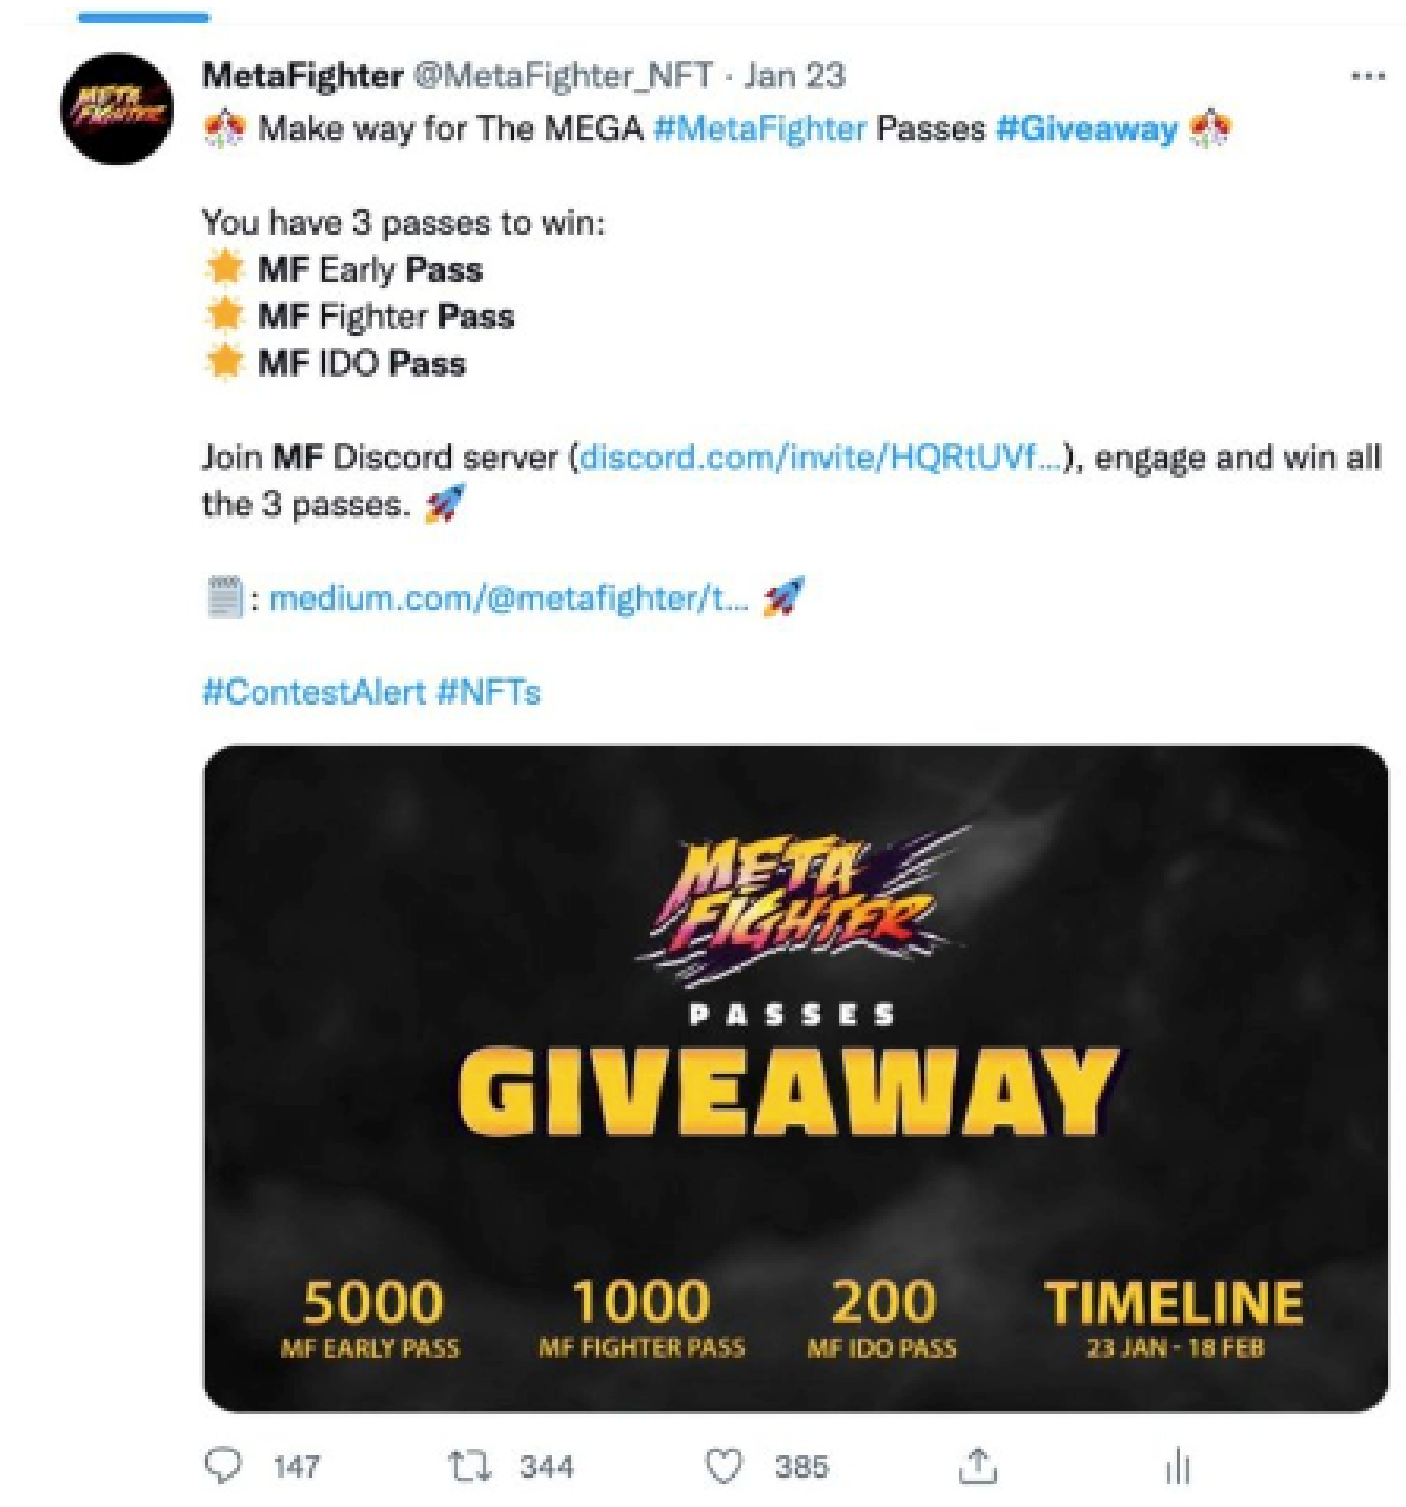 MetaFighter @MetaFighter_NFT · Jan 23
Make way for The MEGA #MetaFighter Passes #Giveaway
You have 3 passes to win:
MF Early Pass
MF Fighter Pass
MF IDO Pass
Join MF Discord server (discord.com/invite/HQRtUVf...), engage and win all
the 3 passes.
: medium.com/@metafighter/t...
#ContestAlert #NFTs
META
FIGHTER
PASSES
GIVEAWAY
5000 1000 200 TIMELINE
MF EARLY PASS MF FIGHTER PASS MF IDO PASS 23 JAN - 18 FEB
147 344 385